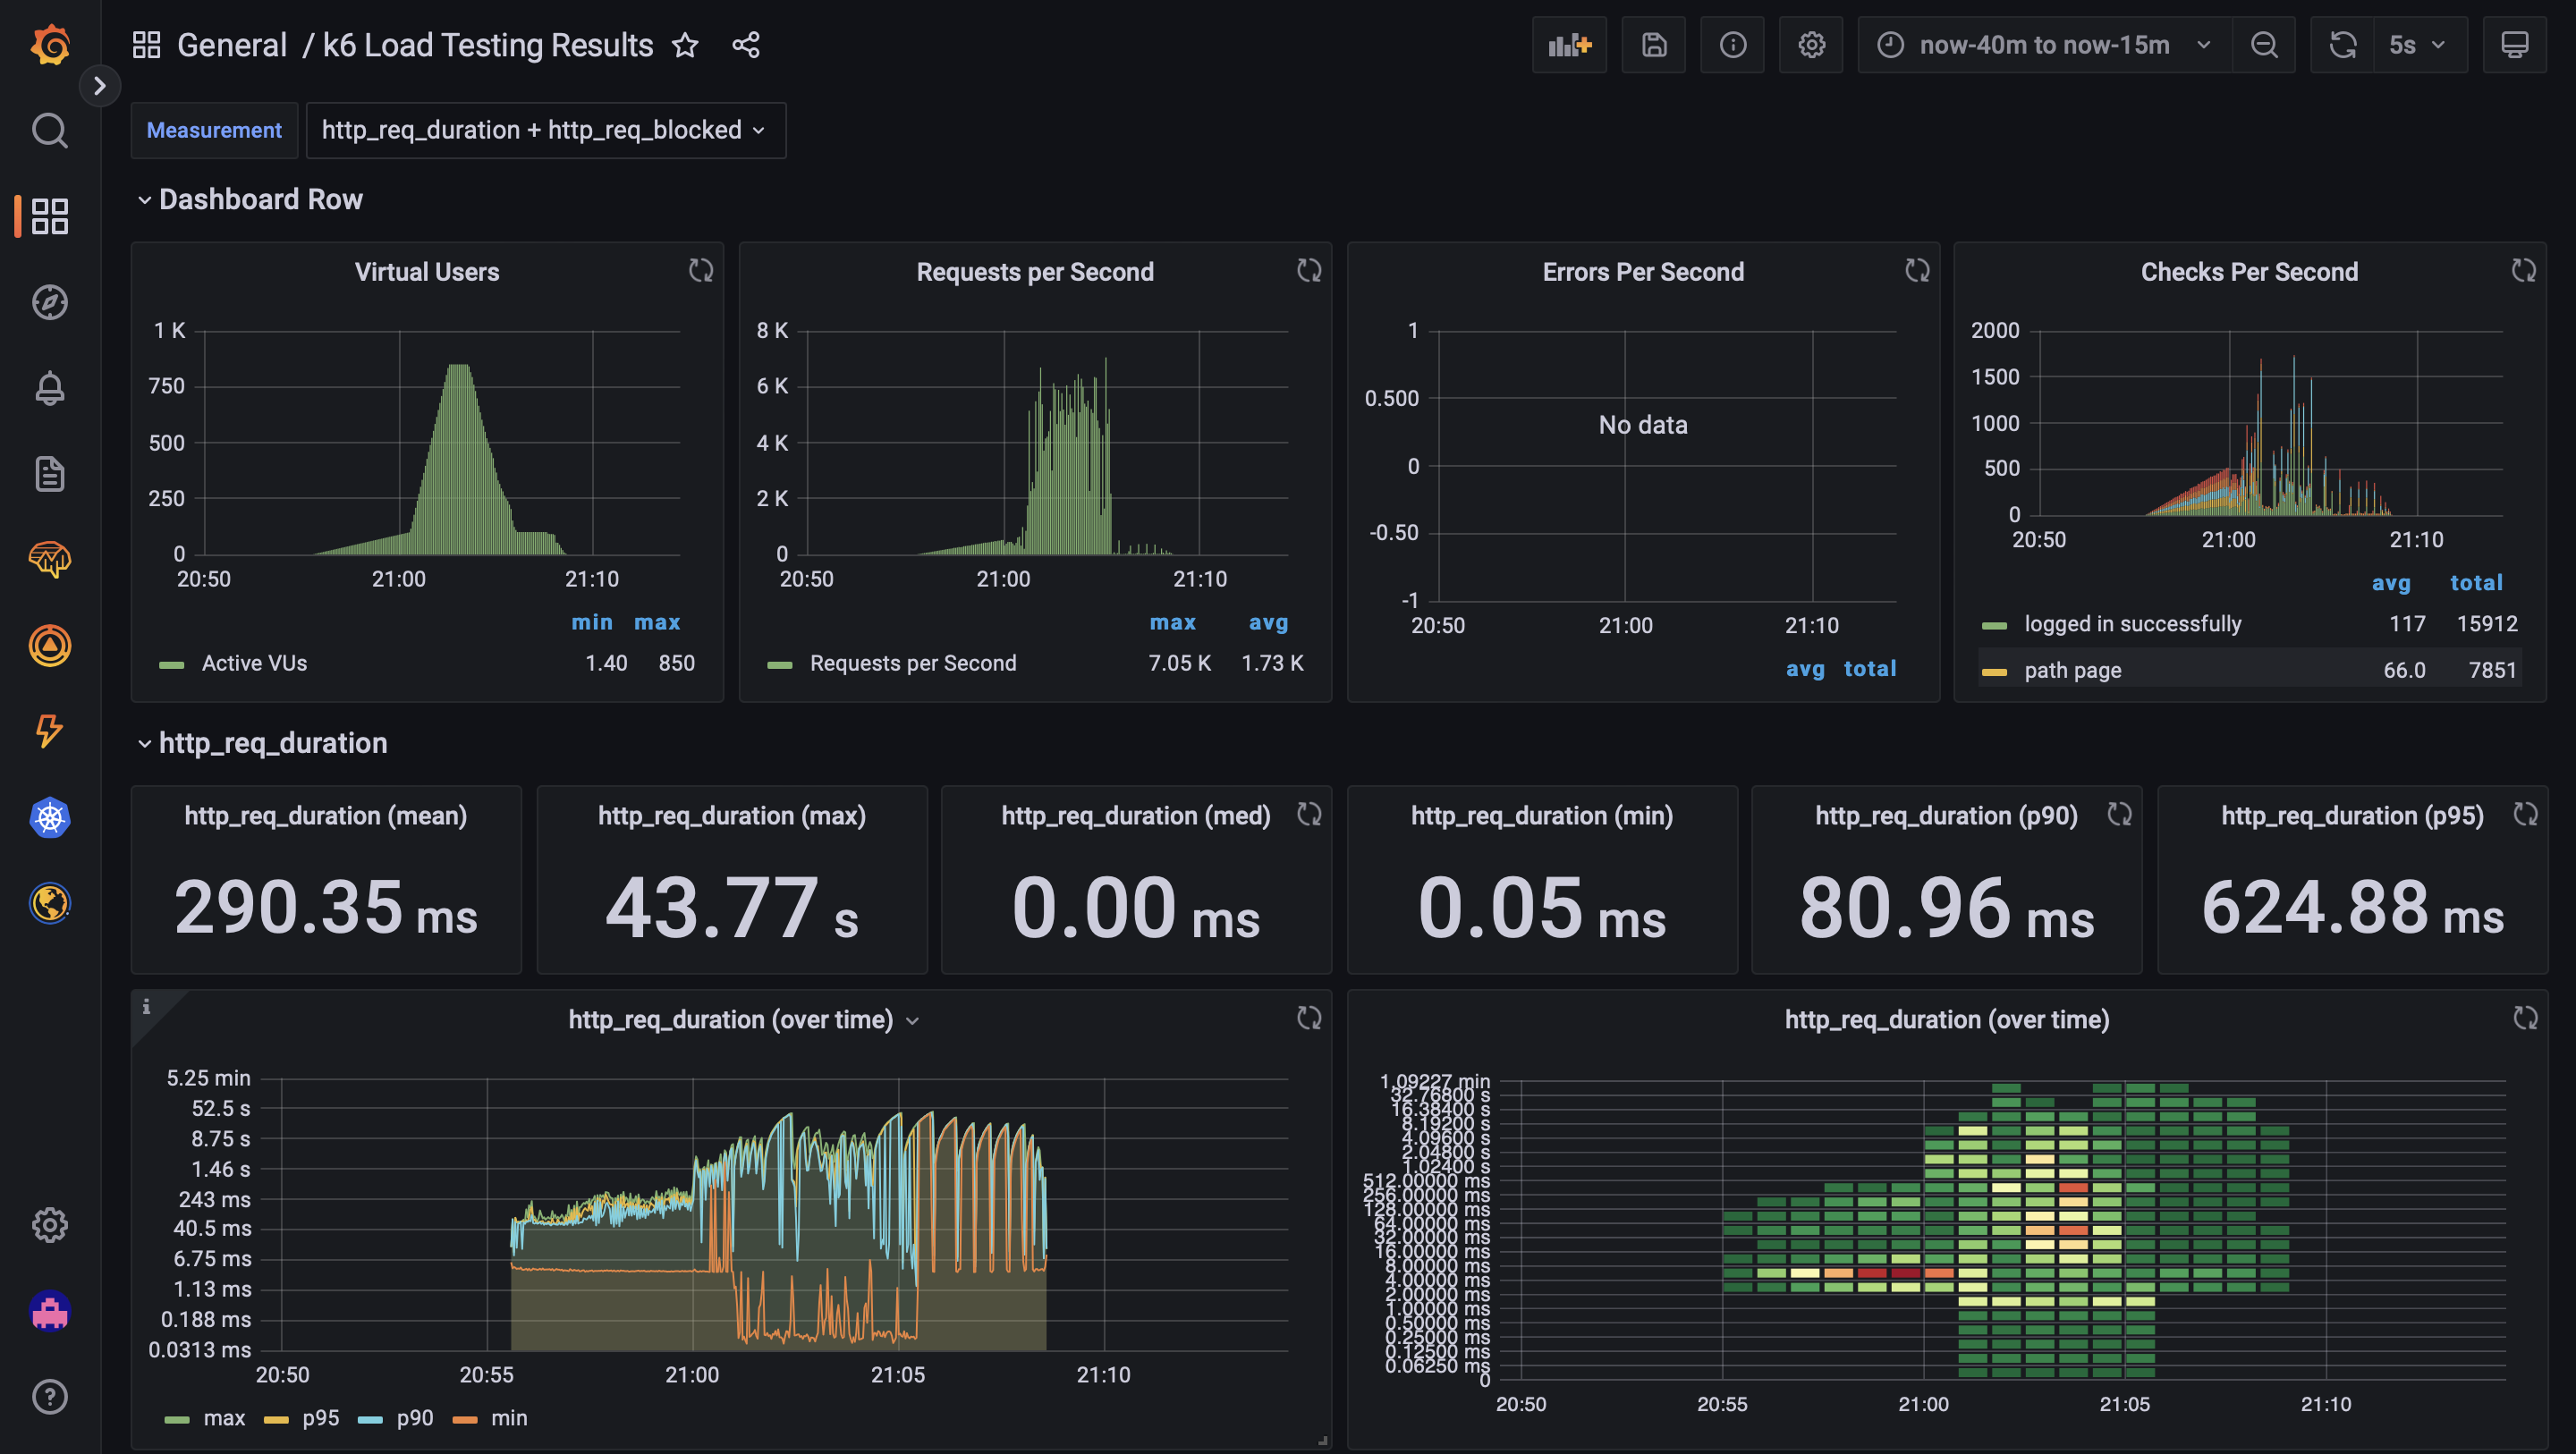 General / k6 Load Testing Results
now-40m to now-15m
5s
Measurement
http_req_duration + http_req_blocked
Dashboard Row
Virtual Users
1 K
750
500
250
0
20:50 21:00 21:10
min max
Active VUs 1.40 850
Requests per Second
8 K
6 K
4 K
2 K
0
20:50 21:00 21:10
max avg
Requests per Second 7.05 K 1.73 K
Errors Per Second
1
0.500
0
-0.50
-1
No data
20:50 21:00 21:10
avg total
Checks Per Second
2000
1500
1000
500
0
20:50 21:00 21:10
avg total
logged in successfully 117 15912
path page 66.0 7851
http_req_duration
http_req_duration (mean)
290.35 ms
http_req_duration (max)
43.77 s
http_req_duration (med)
0.00 ms
http_req_duration (min)
0.05 ms
http_req_duration (p90)
80.96 ms
http_req_duration (p95)
624.88 ms
i
http_req_duration (over time)
5.25 min
52.5 s
8.75 s
1.46 s
243 ms
40.5 ms
6.75 ms
1.13 ms
0.188 ms
0.0313 ms
20:50 20:55 21:00 21:05 21:10
max p95 p90 min
http_req_duration (over time)
1.09227 min
32.76800 s
16.38400 s
8.19200 s
4.09600 s
2.04800 s
1.02400 s
512.00000 ms
256.00000 ms
128.00000 ms
64.00000 ms
32.00000 ms
16.00000 ms
8.00000 ms
4.00000 ms
2.00000 ms
1.00000 ms
0.50000 ms
0.25000 ms
0.12500 ms
0.06250 ms
0
20:50 20:55 21:00 21:05 21:10